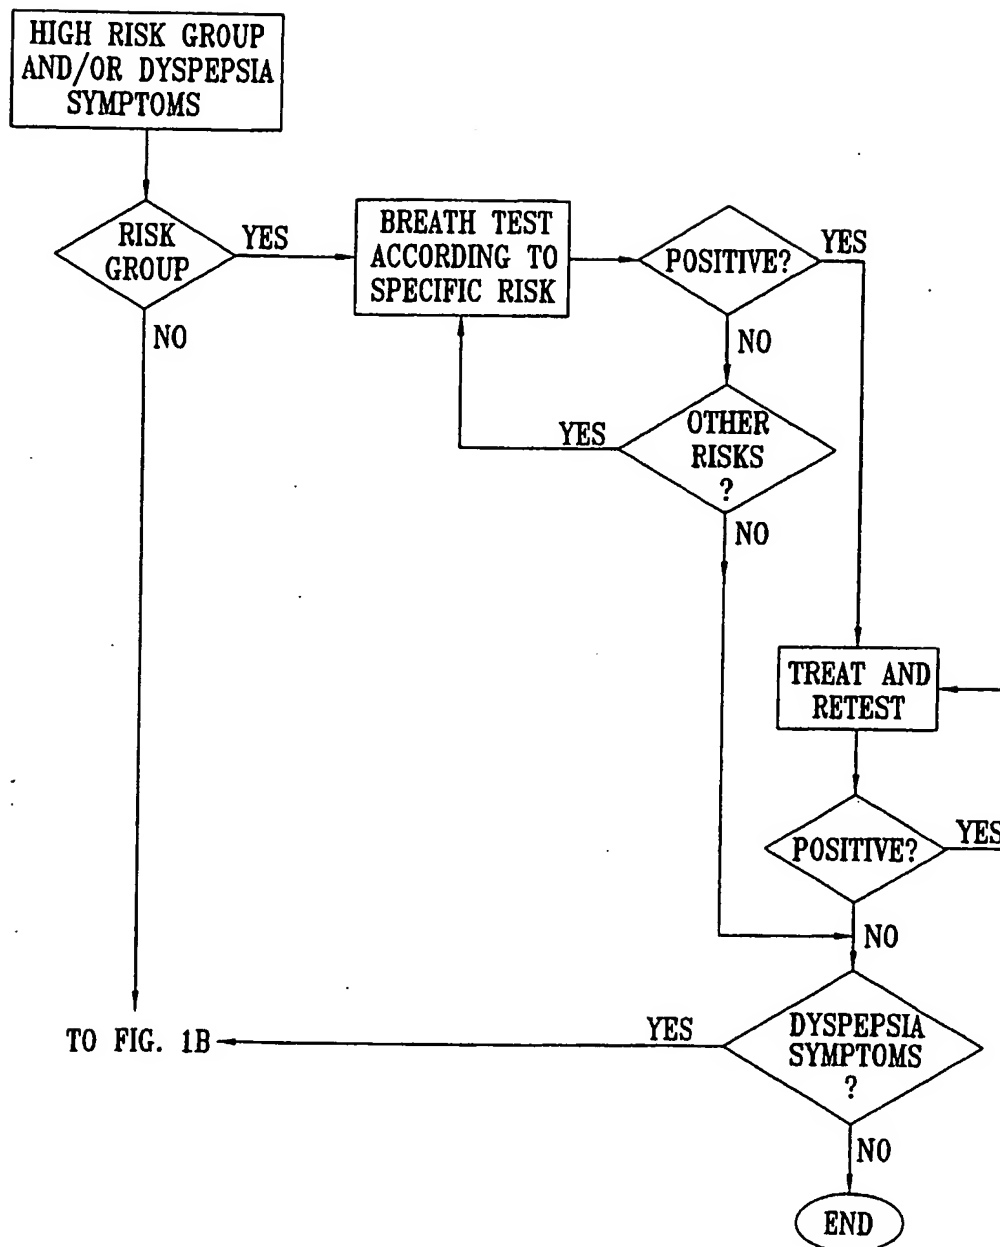 HIGH RISK GROUP
AND/OR DYSPEPSIA
SYMPTOMS
RISK
GROUP
YES
NO
BREATH TEST
ACCORDING TO
SPECIFIC RISK
POSITIVE?
YES
NO
OTHER
RISKS
?
YES
NO
TREAT AND
RETEST
POSITIVE?
YES
NO
DYSPEPSIA
SYMPTOMS
?
YES
TO FIG. 1B
NO
END